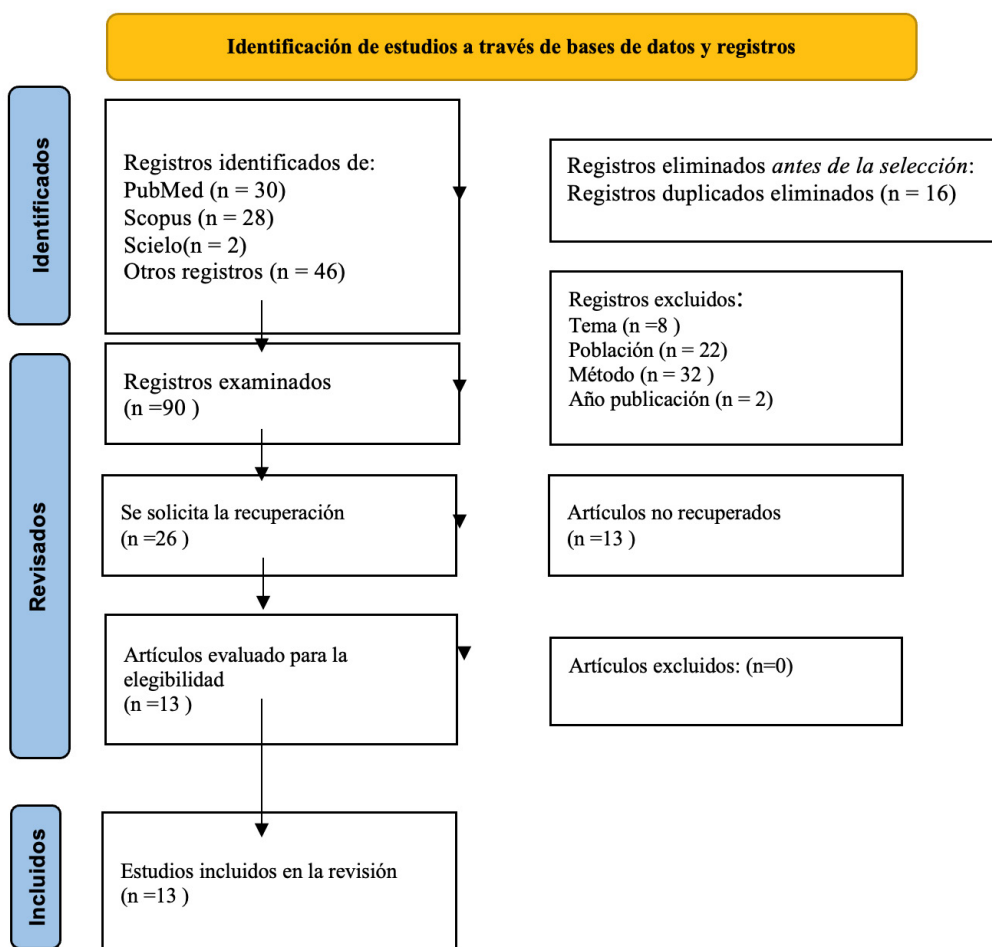 Identificación de estudios a través de bases de datos y registros
Identificados
Registros identificados de:
PubMed (n = 30)
Scopus (n = 28)
Scielo(n = 2)
Otros registros (n = 46)
Registros eliminados antes de la selección:
Registros duplicados eliminados (n = 16)
Registros excluidos:
Tema (n =8 )
Población (n = 22)
Método (n = 32 )
Año publicación (n = 2)
Revisados
Registros examinados
(n =90 )
Se solicita la recuperación
(n =26 )
Artículos no recuperados
(n =13 )
Artículos evaluado para la
elegibilidad
(n =13 )
Artículos excluidos: (n=0)
Incluidos
Estudios incluidos en la revisión
(n =13 )